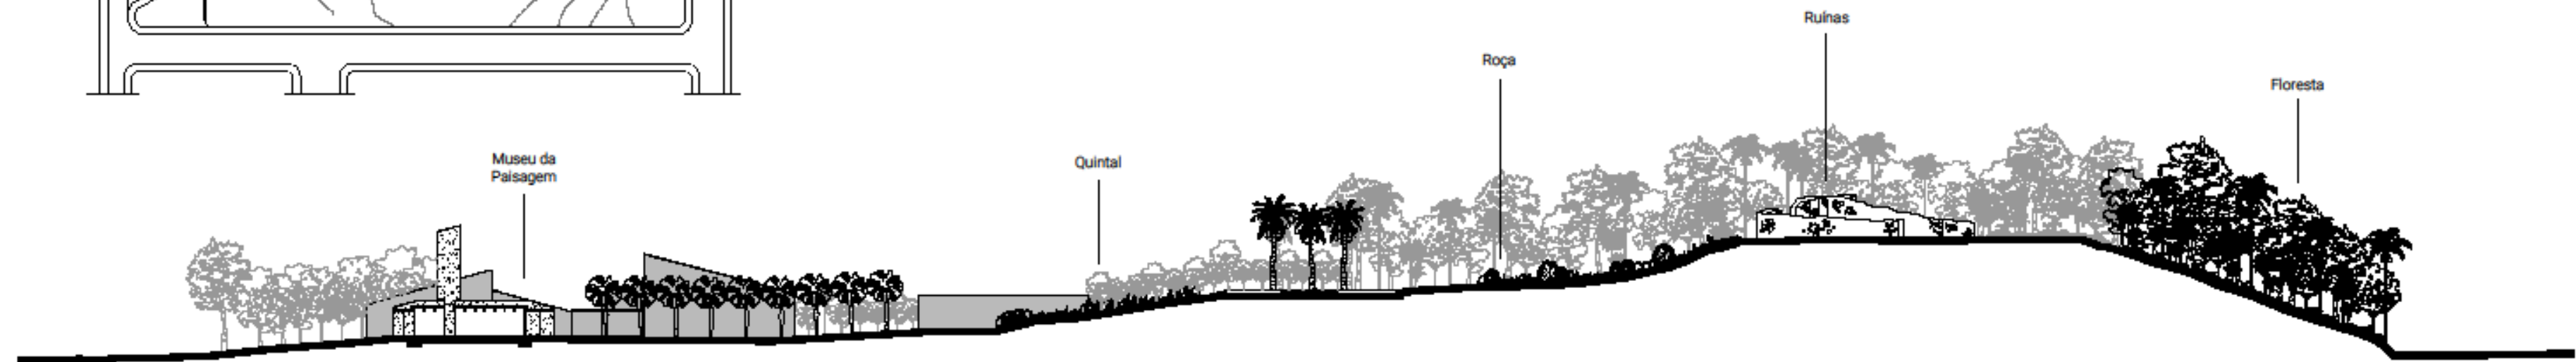 Ruínas
Roça
Floresta
Museu da
Paisagem
Quintal